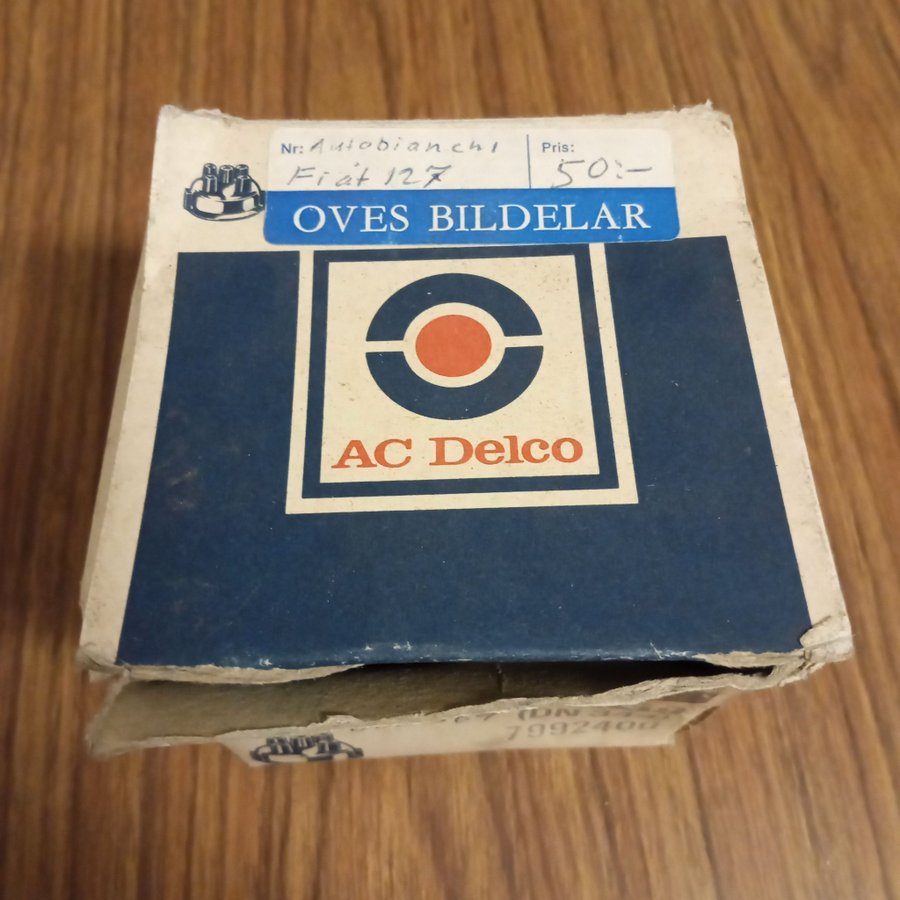 Nr: Autobianchi
Fiat 127
Pris:
50:-
OVES BILDELAR
AC Delco
7992400